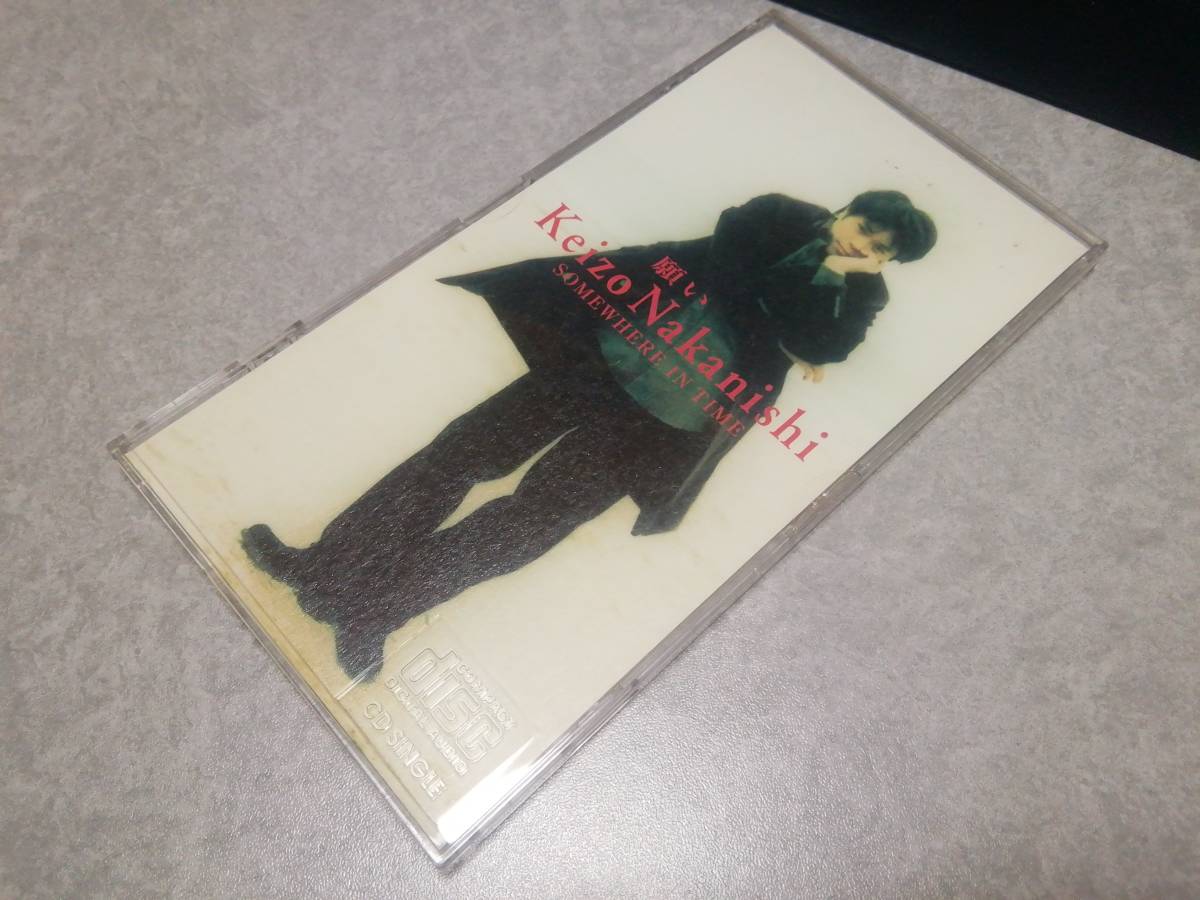 願い
Keizo Nakanishi
SOMEWHERE IN TIME
COMPACT
disc
DIGITAL AUDIO
CD SINGLE